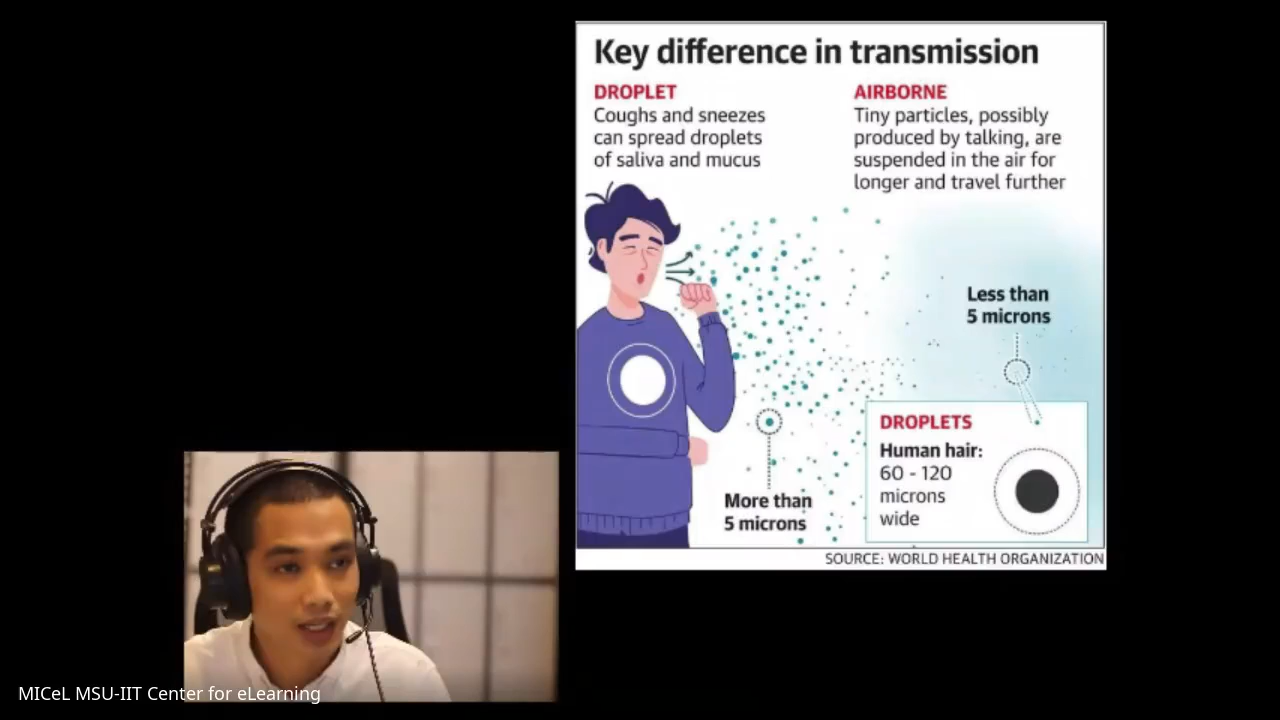 Key difference in transmission
DROPLET
Coughs and sneezes
can spread droplets
of saliva and mucus
AIRBORNE
Tiny particles, possibly
produced by talking, are
suspended in the air for
longer and travel further
Less than
5 microns
More than
5 microns
DROPLETS
Human hair:
60 - 120
microns
wide
SOURCE: WORLD HEALTH ORGANIZATION
MICeL MSU-IIT Center for eLearning